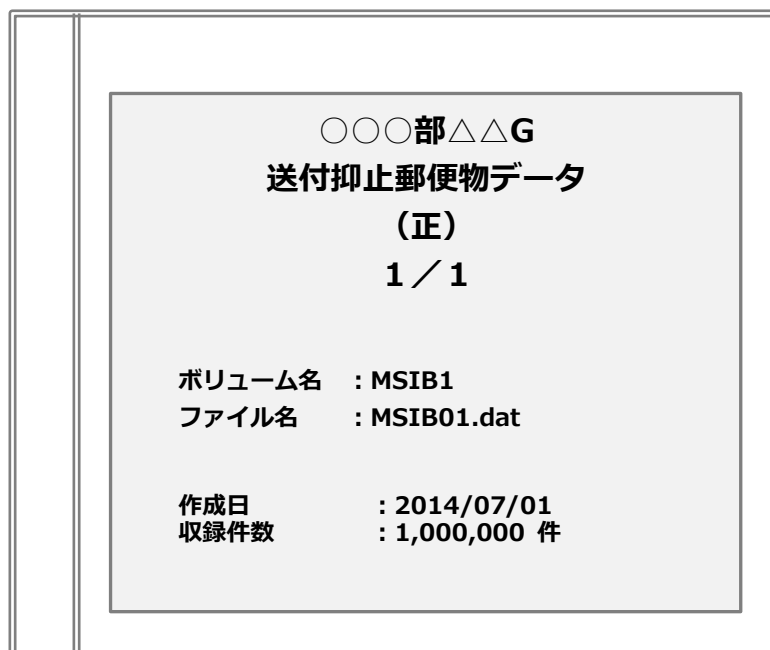 ○○○部△△G
送付抑止郵便物データ
（正）
１／１
ボリューム名　：MSIB1
ファイル名　　：MSIB01.dat
作成日　　　　：2014/07/01
収録件数　　　：1,000,000 件